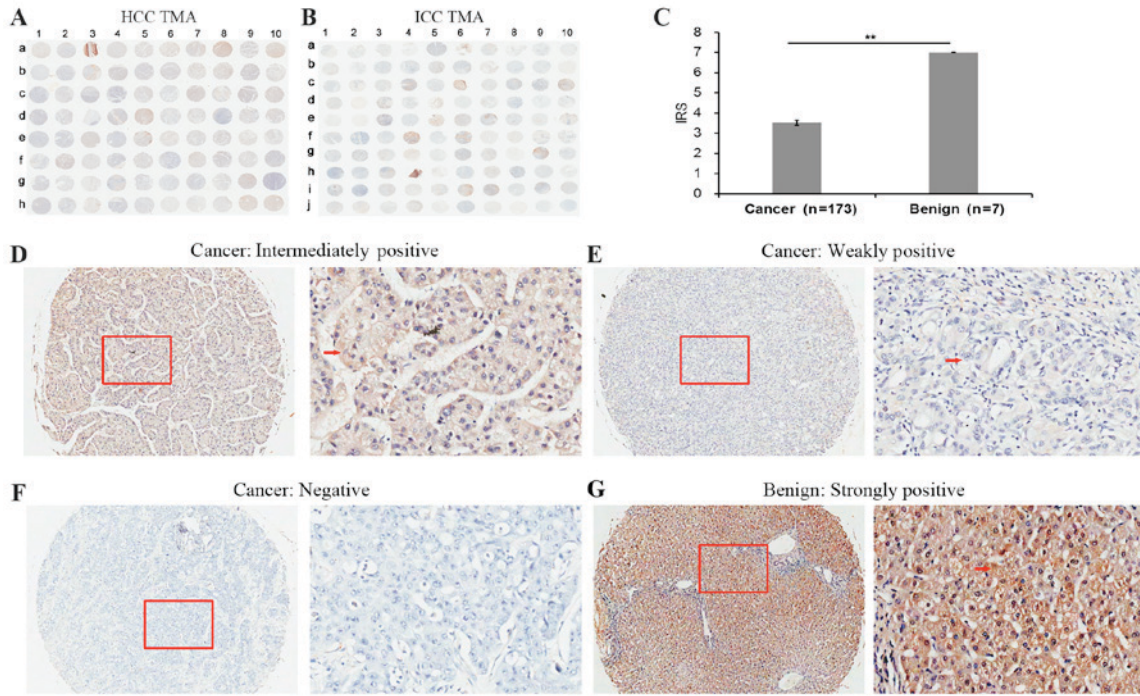 A HCC TMA
1 2 3 4 5 6 7 8 9 10
a
b
c
d
e
f
g
h
B ICC TMA
1 2 3 4 5 6 7 8 9 10
a
b
c
d
e
f
g
h
i
j
C
**
8
7
6
5
4
3
2
1
0
IRS
Cancer (n=173) Benign (n=7)
D Cancer: Intermediately positive
E Cancer: Weakly positive
F Cancer: Negative
G Benign: Strongly positive